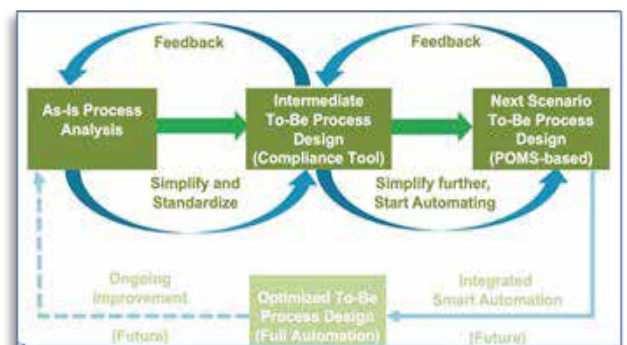 Feedback
Feedback
As-Is Process
Analysis
Intermediate
To-Be Process
Design
(Compliance Tool)
Next Scenario
To-Be Process
Design
(POMS-based)
Simplify and
Standardize
Simplify further,
Start Automating
Ongoing
Improvement
(Future)
Optimized To-Be
Process Design
(Full Automation)
Integrated
Smart Automation
(Future)